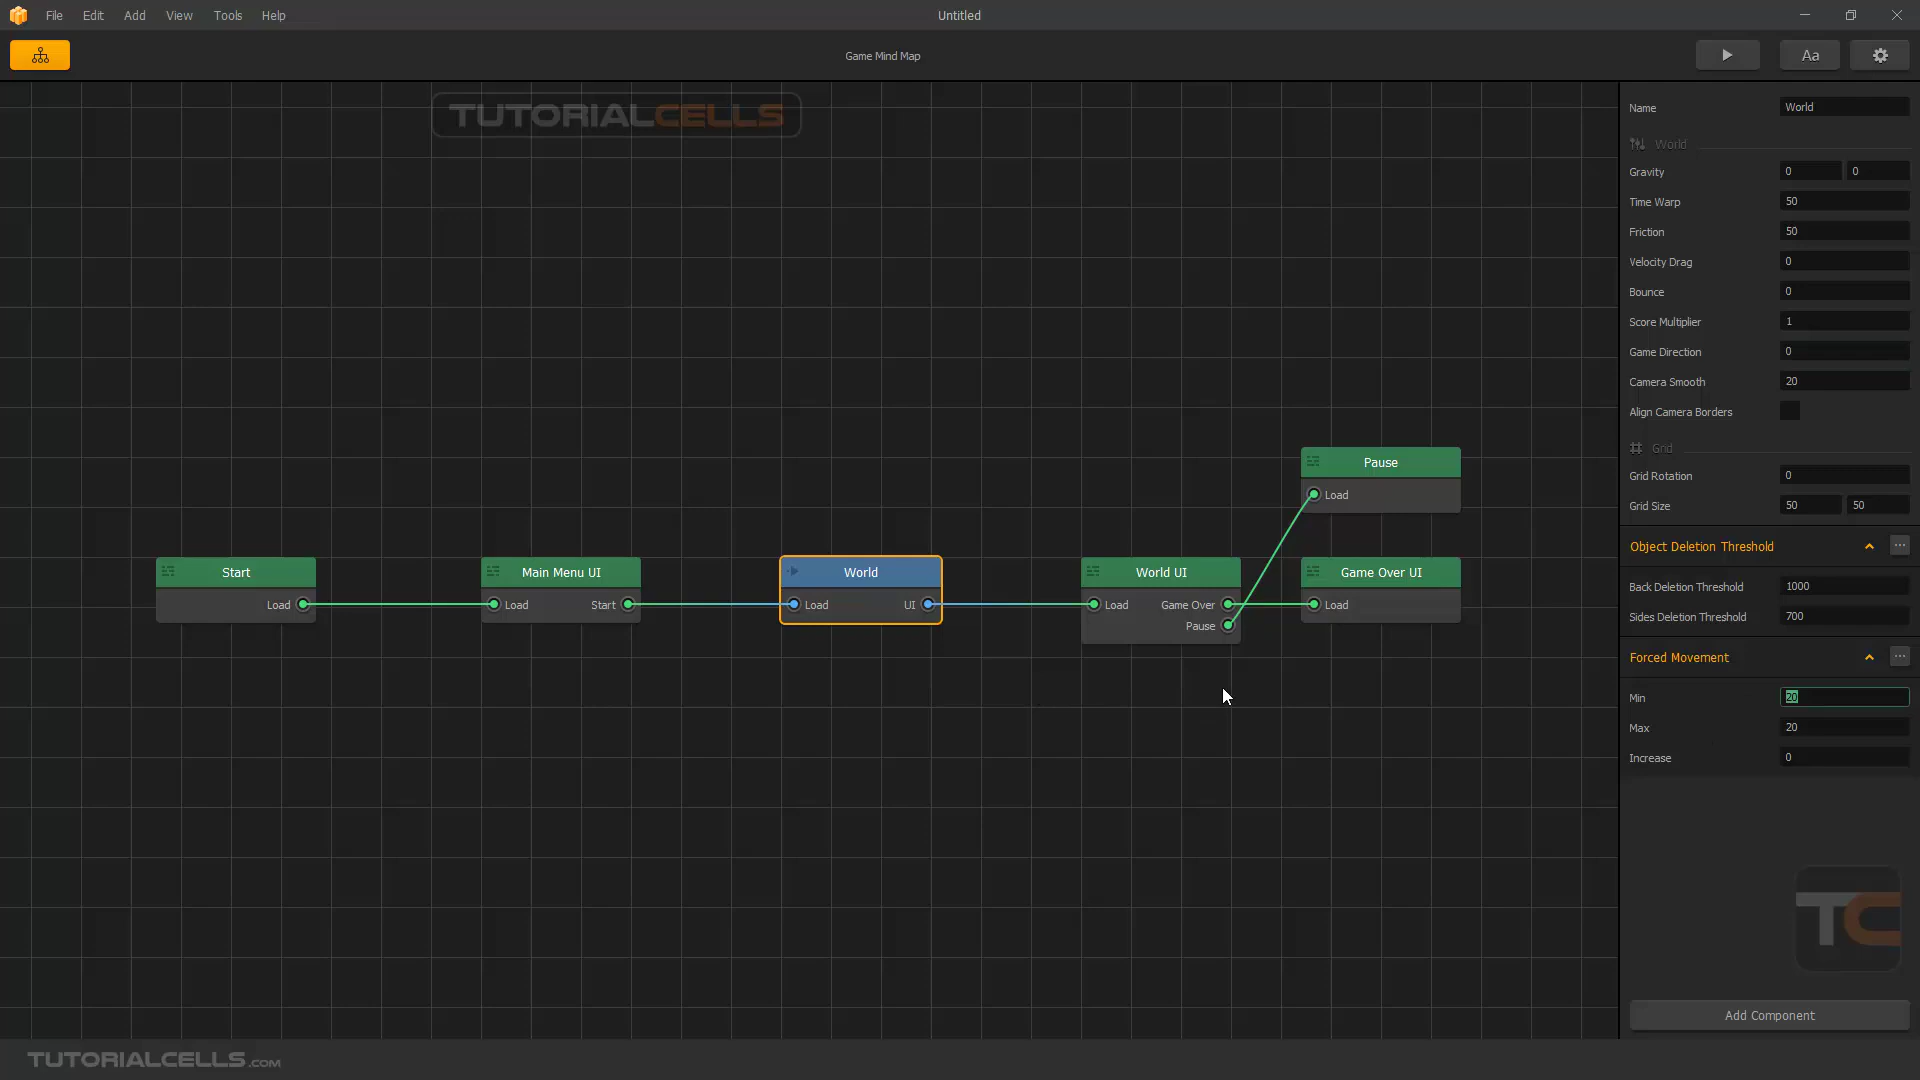 File Edit Add View Tools Help
Untitled
Game Mind Map
Aa
TUTORIALCELLS
Name World
World
Gravity 0 0
Time Warp 50
Friction 50
Velocity Drag 0
Bounce 0
Score Multiplier 1
Game Direction 0
Camera Smooth 20
Align Camera Borders
Grid
Grid Rotation 0
Grid Size 50 50
Object Deletion Threshold
Back Deletion Threshold 1000
Sides Deletion Threshold 700
Forced Movement
Min 20
Max 20
Increase 0
Add Component
Pause
Load
Start
Load
Main Menu UI
Load Start
World
Load UI
World UI
Load Game Over
Pause
Game Over UI
Load
TC
TUTORIALCELLS.COM